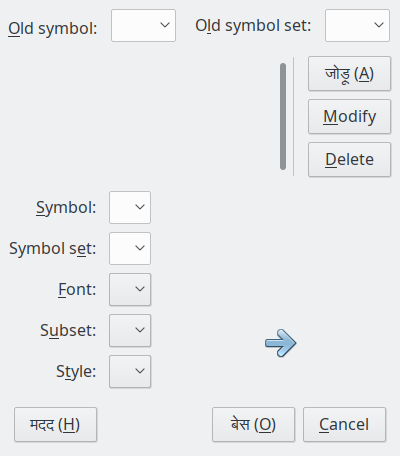 Old symbol: Old symbol set:
जोड़ू (A)
Modify
Delete
Symbol:
Symbol set:
Font:
Subset:
Style:
मदद (H) बेस (O) Cancel